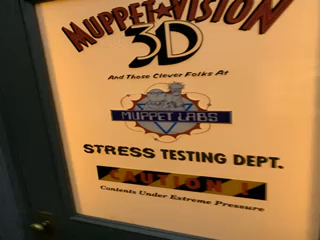 MUPPET★VISION
3D
And Those Clever Folks At
MUPPET LABS
STRESS TESTING DEPT.
CAUTION!
Contents Under Extreme Pressure